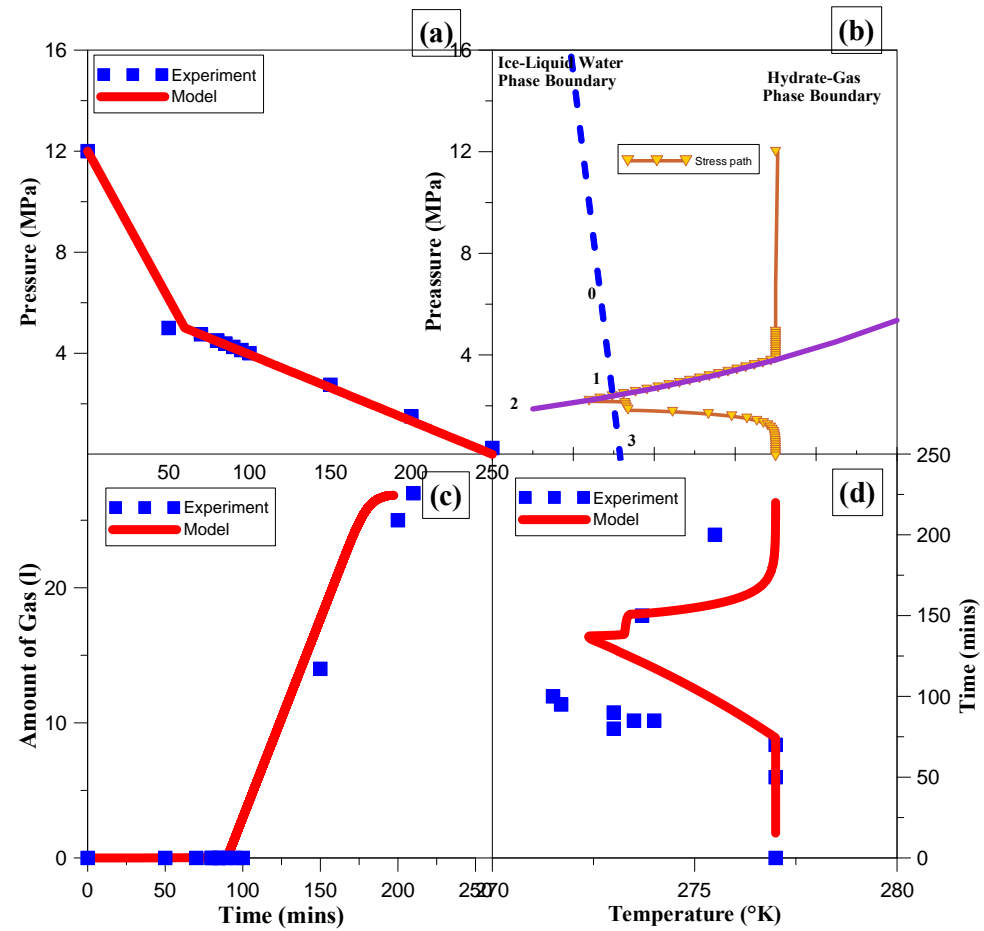 (a)
16
12
8
4
Pressure (MPa)
Experiment
Model
50
100
150
200
250
(b)
16
12
8
4
Preassure (MPa)
Ice-Liquid Water
Phase Boundary
Hydrate-Gas
Phase Boundary
Stress path
0
1
2
3
(c)
20
10
0
Amount of Gas (l)
Experiment
Model
0
50
100
150
200
250
Time (mins)
(d)
Experiment
Model
250
200
150
100
50
0
Time (mins)
270
275
280
Temperature (°K)